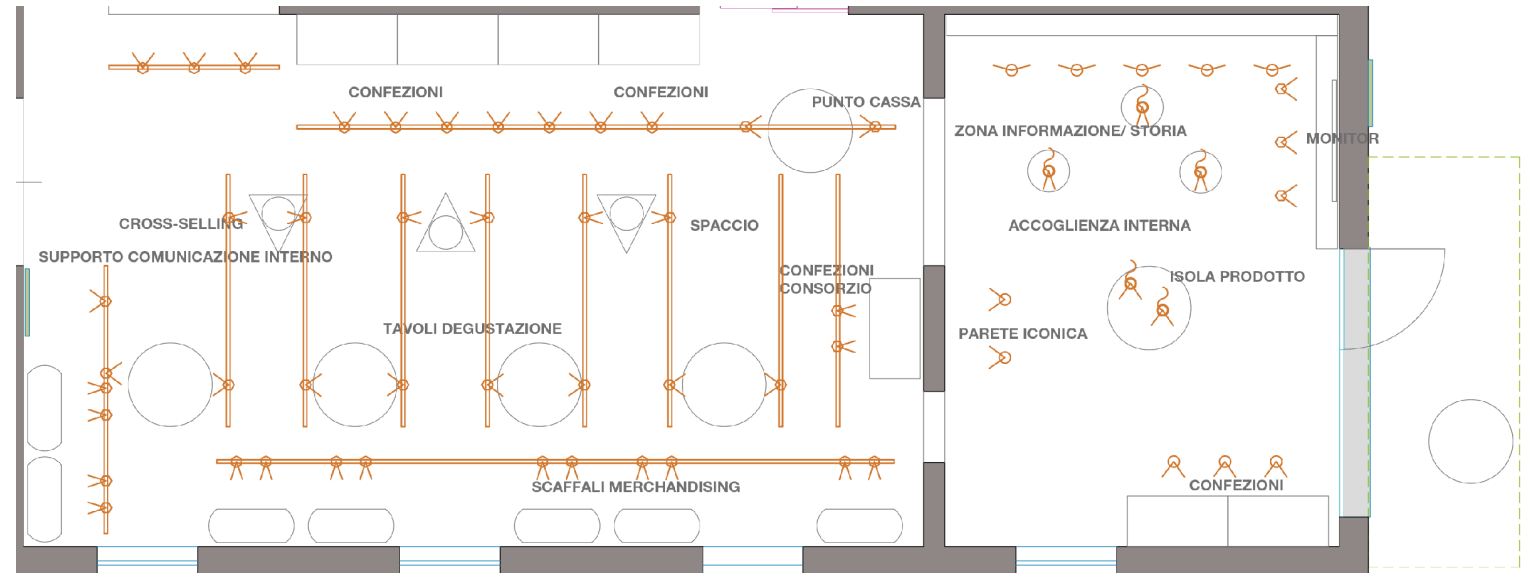 CONFEZIONI
CONFEZIONI
PUNTO CASSA
ZONA INFORMAZIONE/ STORIA
MONITOR
CROSS-SELLING
SPACCIO
ACCOGLIENZA INTERNA
SUPPORTO COMUNICAZIONE INTERNO
CONFEZIONI
CONSORZIO
ISOLA PRODOTTO
TAVOLI DEGUSTAZIONE
PARETE ICONICA
SCAFFALI MERCHANDISING
CONFEZIONI